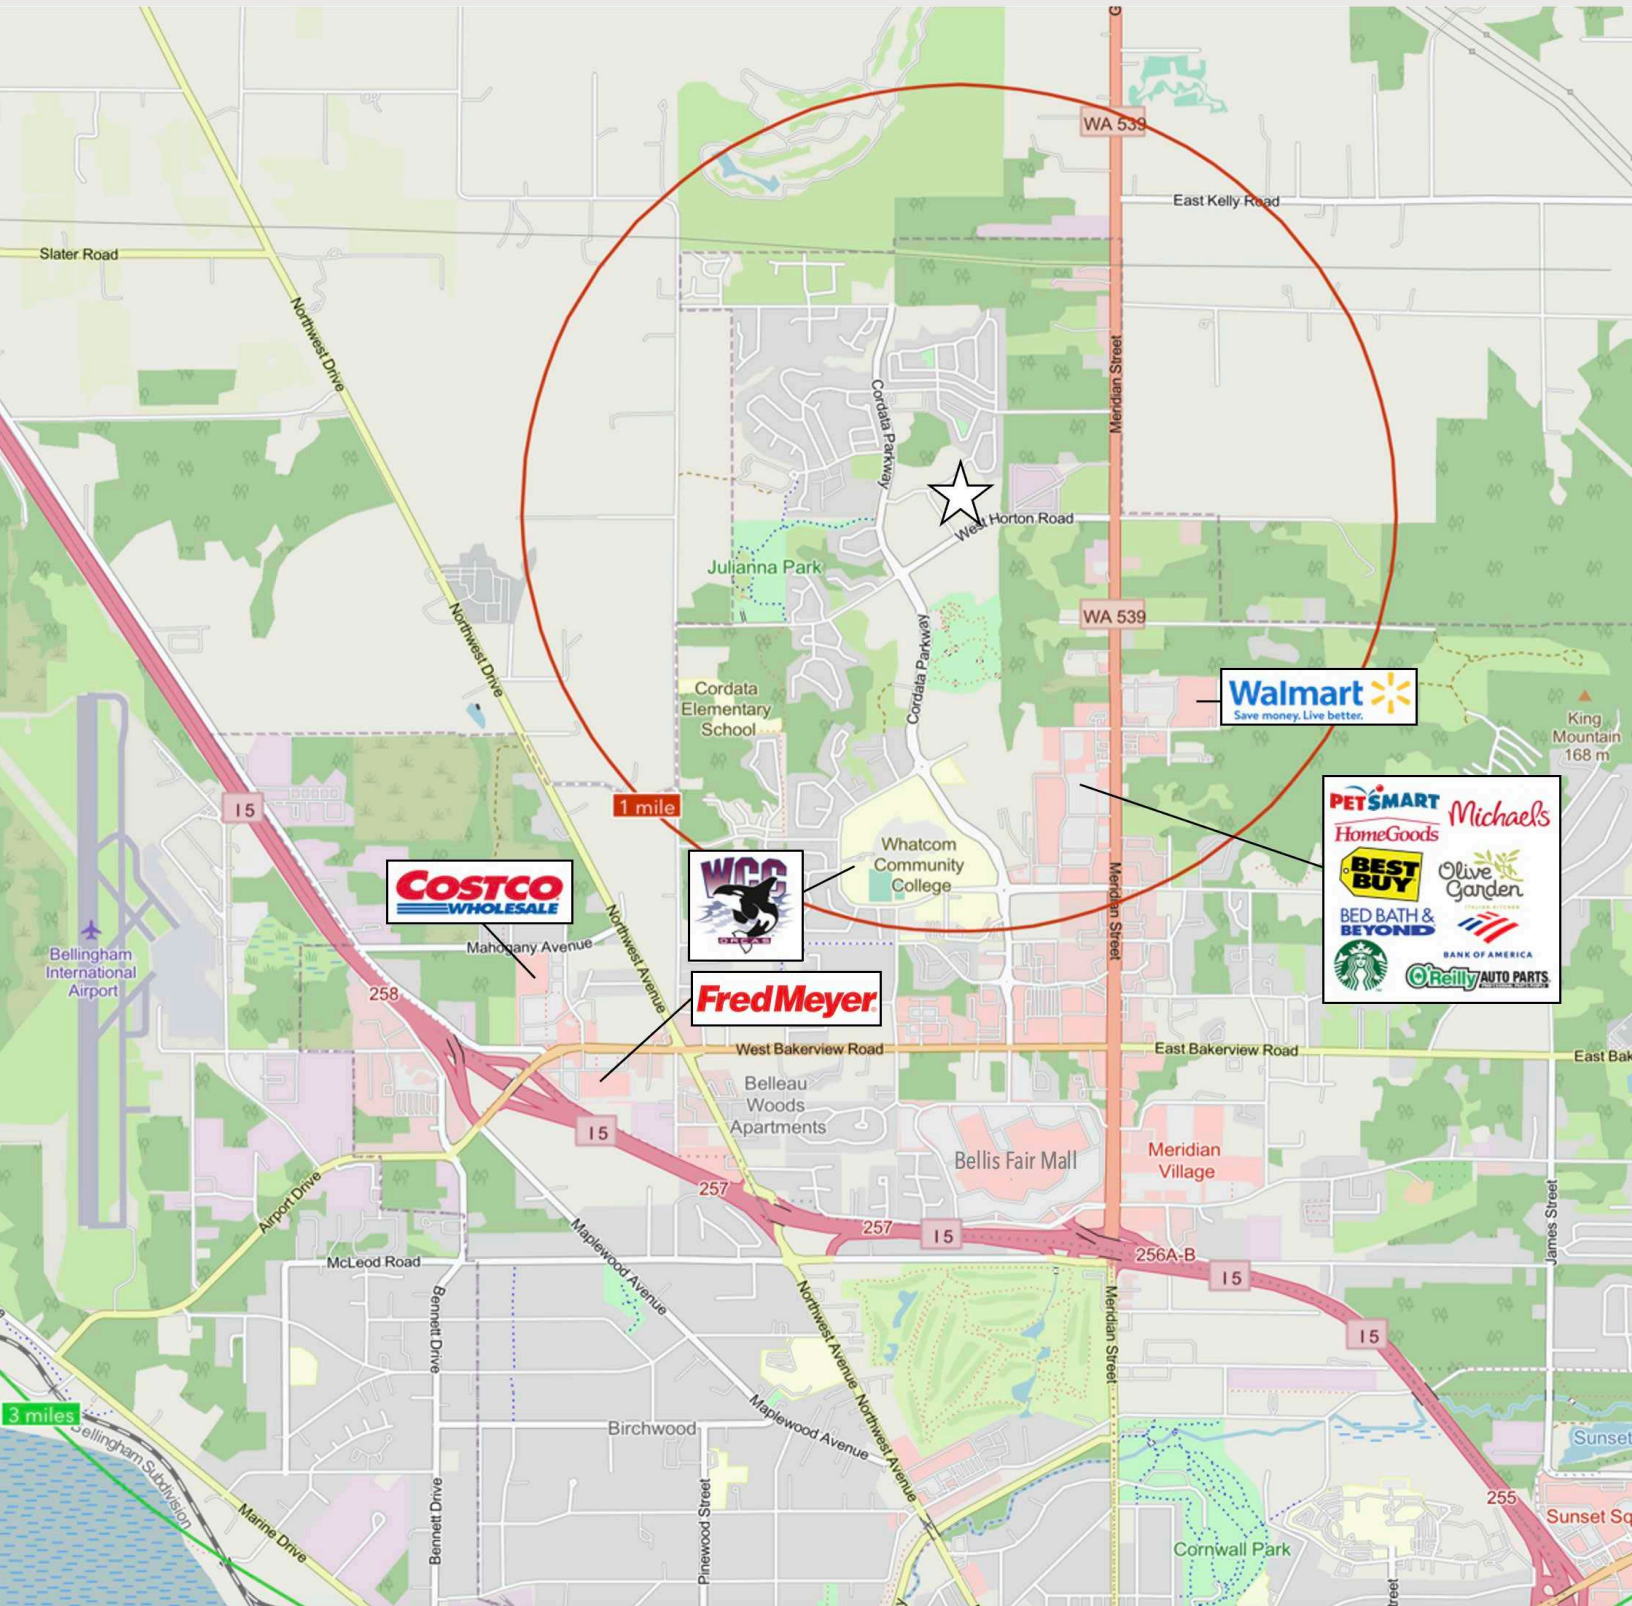 G
WA 539
East Kelly Road
Slater Road
Northwest Drive
Meridian Street
Cordata Parkway
West Horton Road
Julianna Park
WA 539
Northwest Drive
Cordata Parkway
Walmart
Save money. Live better.
Cordata
Elementary
School
King
Mountain
168 m
I 5
1 mile
PETSMART
Michaels
HomeGoods
BEST
BUY
Olive
Garden
ITALIAN KITCHEN
BED BATH &
BEYOND
BANK OF AMERICA
O'Reilly AUTO PARTS
Whatcom
Community
College
WCC
ORCAS
COSTCO
WHOLESALE
Meridian Street
Northwest Avenue
Mahogany Avenue
Bellingham
International
Airport
258
FredMeyer
West Bakerview Road
East Bakerview Road
East Bak
Belleau
Woods
Apartments
I 5
Bellis Fair Mall
Meridian
Village
257
Airport Drive
257
I 5
256A-B
I 5
James Street
Maplewood Avenue
McLeod Road
Bennett Drive
Northwest Avenue
Meridian Street
I 5
3 miles
Bellingham Subdivision
Birchwood
Maplewood Avenue
Northwest Avenue
Sunset
255
Sunset Sq
Marine Drive
Bennett Drive
Pinewood Street
Cornwall Park
treet